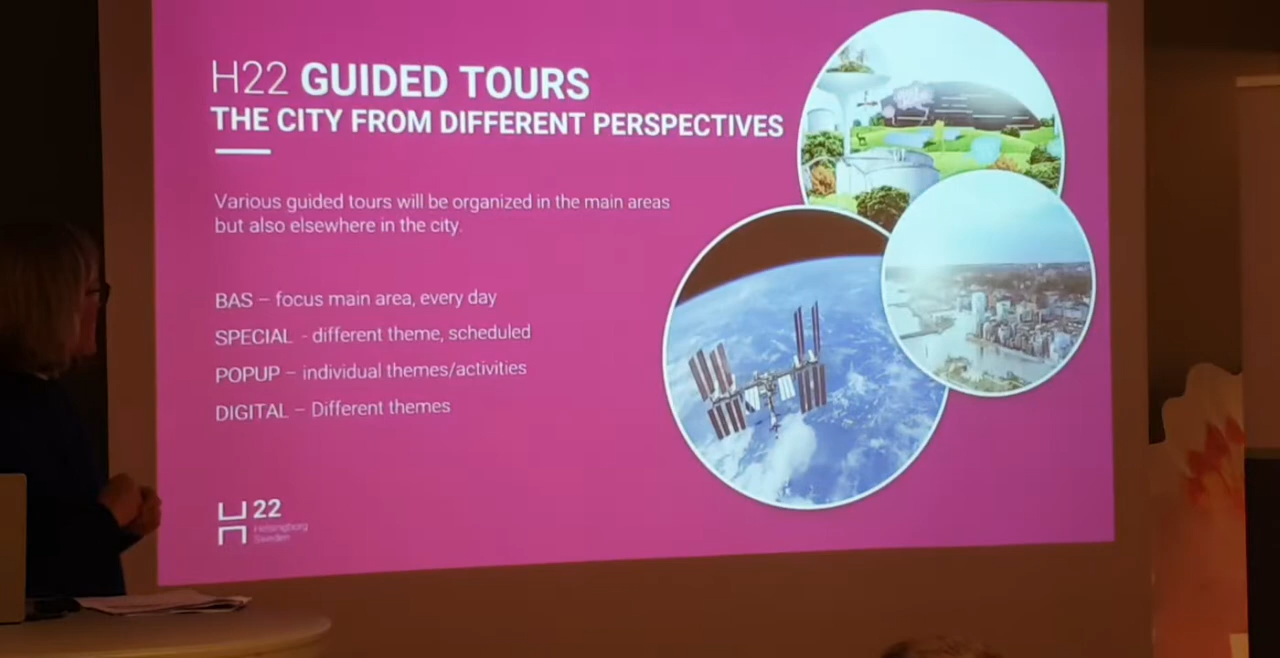 H22 GUIDED TOURS
THE CITY FROM DIFFERENT PERSPECTIVES
Various guided tours will be organized in the main areas
but also elsewhere in the city.
BAS – focus main area, every day
SPECIAL - different theme, scheduled
POPUP – individual themes/activities
DIGITAL – Different themes
22
Helsingborg
Sweden